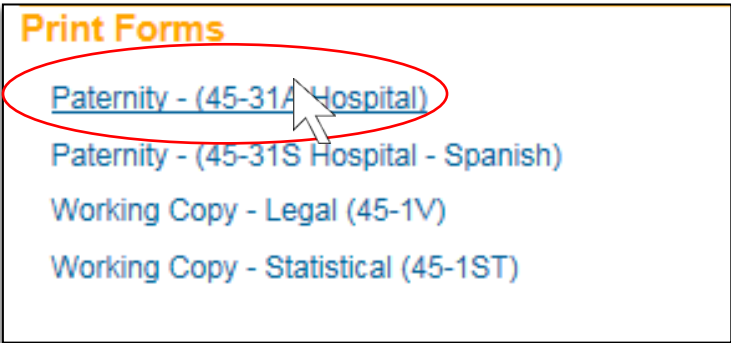 Print Forms
Paternity - (45-31A Hospital)
Paternity - (45-31S Hospital - Spanish)
Working Copy - Legal (45-1V)
Working Copy - Statistical (45-1ST)